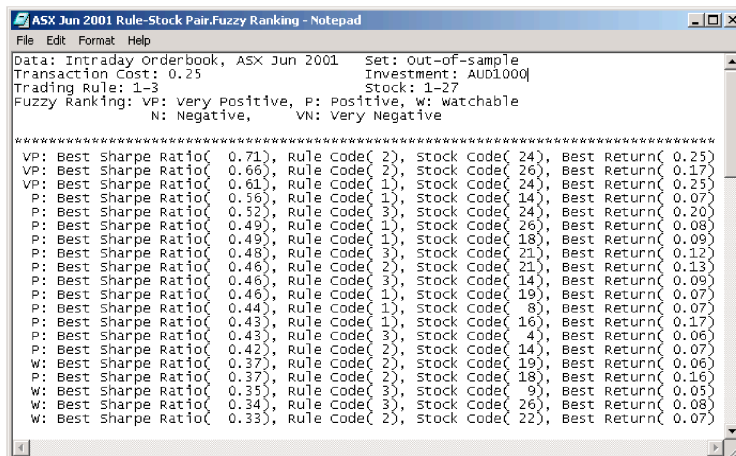 ASX Jun 2001 Rule-Stock Pair.Fuzzy Ranking - Notepad
File Edit Format Help
Data: Intraday Orderbook, ASX Jun 2001 Set: Out-of-sample
Transaction Cost: 0.25 Investment: AUD1000
Trading Rule: 1-3 Stock: 1-27
Fuzzy Ranking: VP: Very Positive, P: Positive, W: Watchable
N: Negative, VN: Very Negative
********************************************************************************
VP: Best Sharpe Ratio( 0.71), Rule Code( 2), Stock Code( 24), Best Return( 0.25)
VP: Best Sharpe Ratio( 0.66), Rule Code( 2), Stock Code( 26), Best Return( 0.17)
VP: Best Sharpe Ratio( 0.61), Rule Code( 1), Stock Code( 24), Best Return( 0.25)
P: Best Sharpe Ratio( 0.56), Rule Code( 1), Stock Code( 14), Best Return( 0.07)
P: Best Sharpe Ratio( 0.52), Rule Code( 3), Stock Code( 24), Best Return( 0.20)
P: Best Sharpe Ratio( 0.49), Rule Code( 1), Stock Code( 26), Best Return( 0.08)
P: Best Sharpe Ratio( 0.49), Rule Code( 1), Stock Code( 18), Best Return( 0.09)
P: Best Sharpe Ratio( 0.48), Rule Code( 3), Stock Code( 21), Best Return( 0.12)
P: Best Sharpe Ratio( 0.46), Rule Code( 2), Stock Code( 21), Best Return( 0.13)
P: Best Sharpe Ratio( 0.46), Rule Code( 3), Stock Code( 14), Best Return( 0.09)
P: Best Sharpe Ratio( 0.46), Rule Code( 1), Stock Code( 19), Best Return( 0.07)
P: Best Sharpe Ratio( 0.44), Rule Code( 1), Stock Code( 8), Best Return( 0.07)
P: Best Sharpe Ratio( 0.43), Rule Code( 1), Stock Code( 16), Best Return( 0.17)
P: Best Sharpe Ratio( 0.43), Rule Code( 3), Stock Code( 4), Best Return( 0.06)
P: Best Sharpe Ratio( 0.42), Rule Code( 2), Stock Code( 14), Best Return( 0.07)
W: Best Sharpe Ratio( 0.37), Rule Code( 2), Stock Code( 19), Best Return( 0.06)
P: Best Sharpe Ratio( 0.37), Rule Code( 2), Stock Code( 18), Best Return( 0.16)
W: Best Sharpe Ratio( 0.35), Rule Code( 3), Stock Code( 9), Best Return( 0.05)
W: Best Sharpe Ratio( 0.34), Rule Code( 3), Stock Code( 26), Best Return( 0.08)
W: Best Sharpe Ratio( 0.33), Rule Code( 2), Stock Code( 22), Best Return( 0.07)